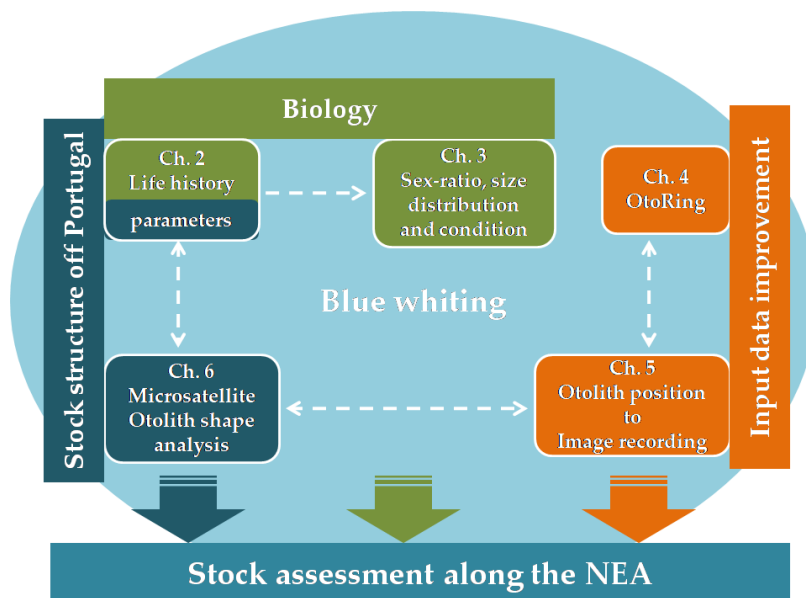 Biology
Stock structure off Portugal
Ch. 2
Life history
parameters
Ch. 3
Sex-ratio, size
distribution
and condition
Ch. 4
OtoRing
Input data improvement
Blue whiting
Ch. 6
Microsatellite
Otolith shape
analysis
Ch. 5
Otolith position
to
Image recording
Stock assessment along the NEA